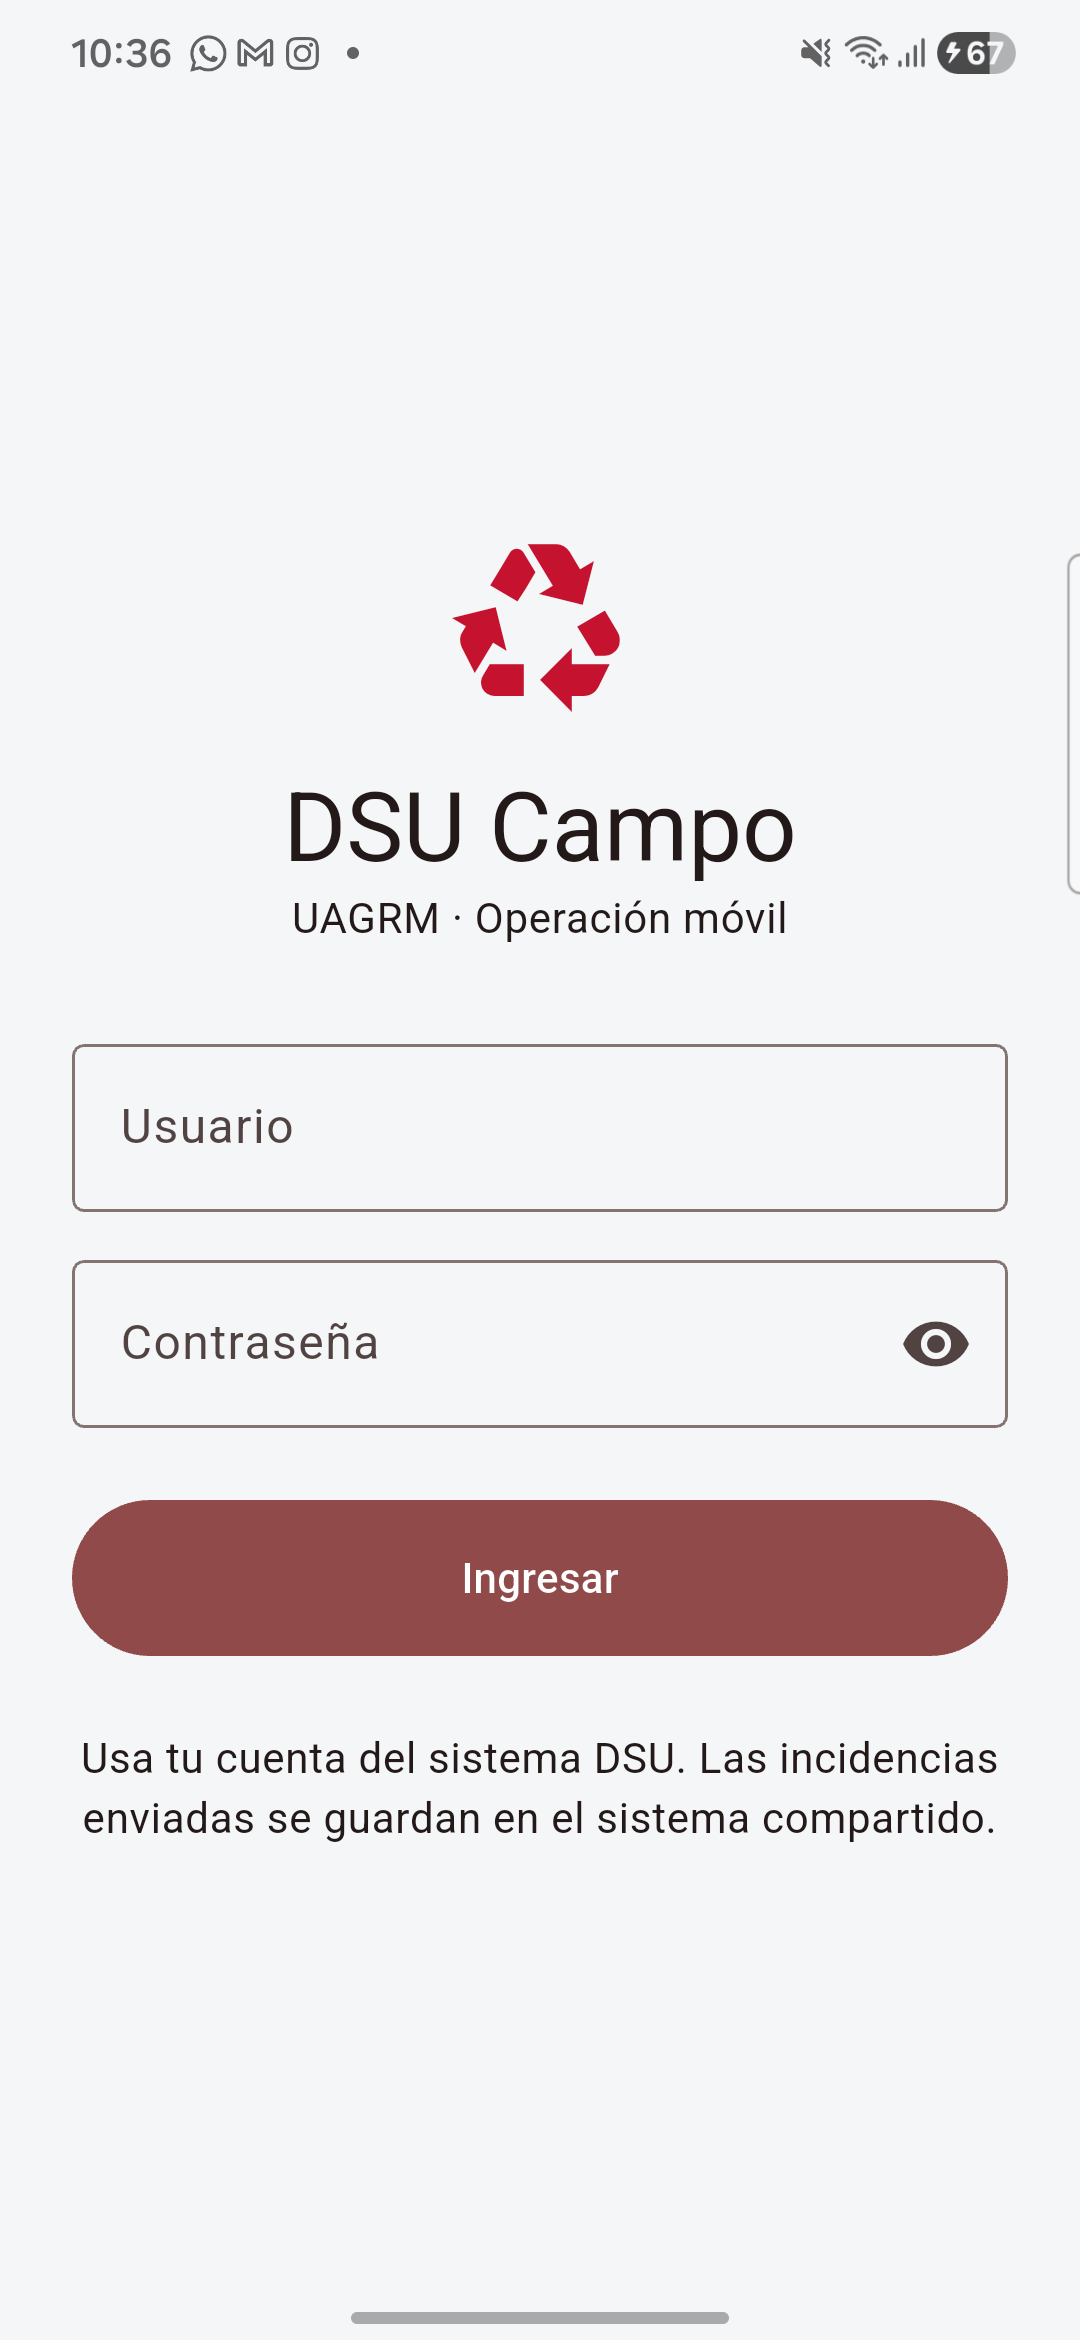 10:36 67
DSU Campo
UAGRM · Operación móvil
Usuario
Contraseña
Ingresar
Usa tu cuenta del sistema DSU. Las incidencias
enviadas se guardan en el sistema compartido.